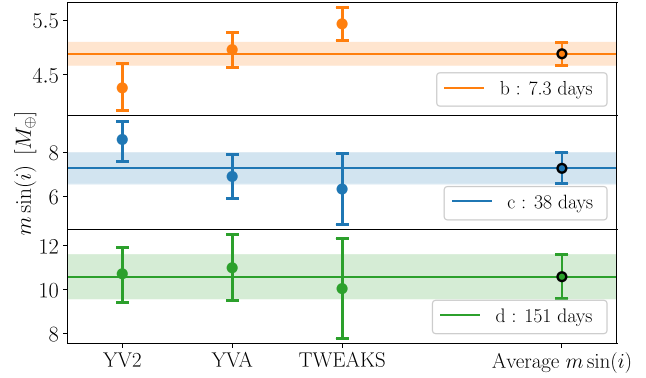 5.5
4.5
b : 7.3 days
8
6
c : 38 days
12
10
8
d : 151 days
m sin(i) [M⊕]
YV2 YVA TWEAKS Average m sin(i)